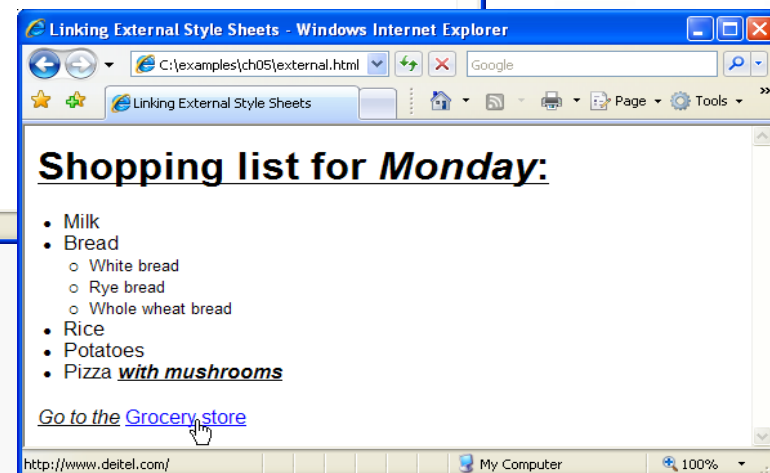 Linking External Style Sheets - Windows Internet Explorer
C:\examples\ch05\external.html
Google
Linking External Style Sheets
Page
Tools
»
Shopping list for Monday:
• Milk
• Bread
○ White bread
○ Rye bread
○ Whole wheat bread
• Rice
• Potatoes
• Pizza with mushrooms
Go to the Grocery store
http://www.deitel.com/ My Computer 100%